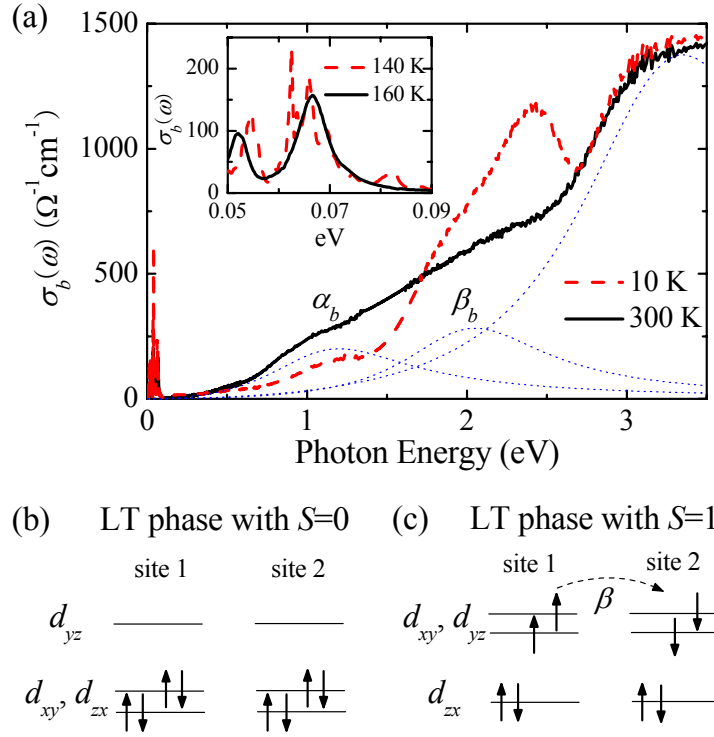 (a)
1500
1000
500
0
σb(ω) (Ω⁻¹cm⁻¹)
200
150
100
50
0
σb(ω)
140 K
160 K
0.05 0.07 0.09
eV
αb
βb
10 K
300 K
0 1 2 3
Photon Energy (eV)
(b) LT phase with S=0
site 1 site 2
dyz
dxy, dzx
(c) LT phase with S=1
site 1 site 2
β
dxy, dyz
dzx